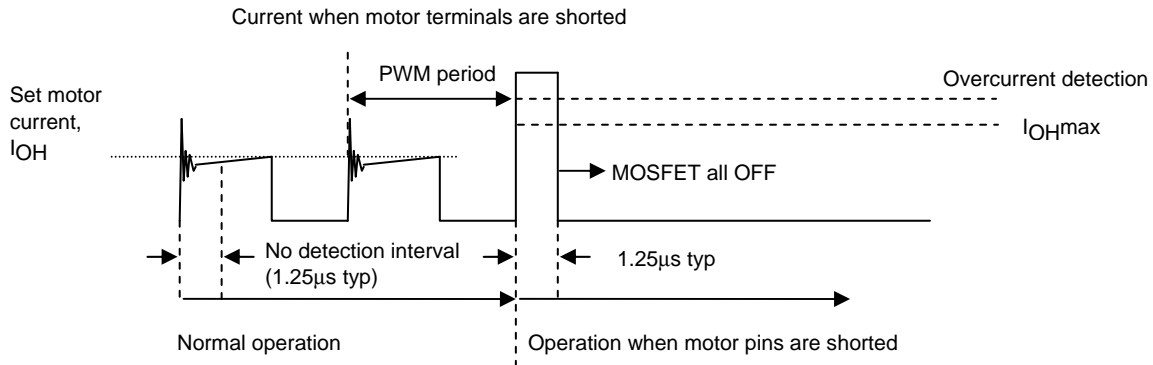 Current when motor terminals are shorted
PWM period
Overcurrent detection
Set motor
current,
IOH
IOHmax
MOSFET all OFF
No detection interval
(1.25μs typ)
1.25μs typ
Normal operation
Operation when motor pins are shorted